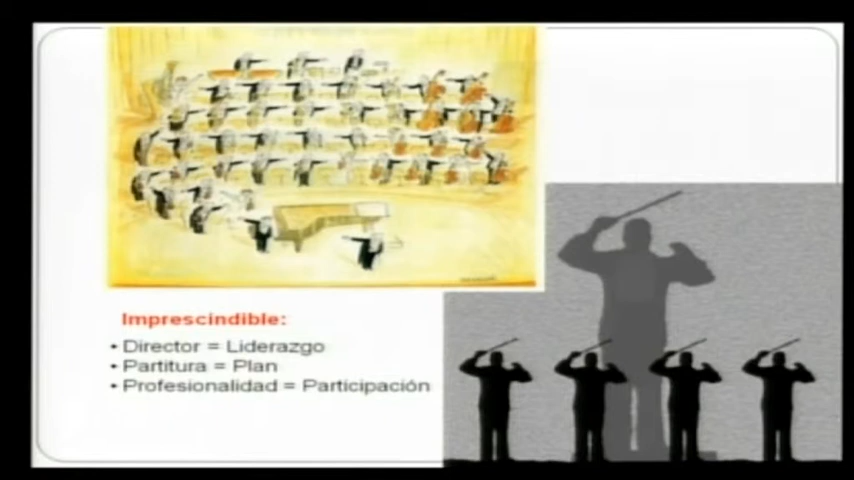 Imprescindible:
• Director = Liderazgo
• Partitura = Plan
• Profesionalidad = Participación